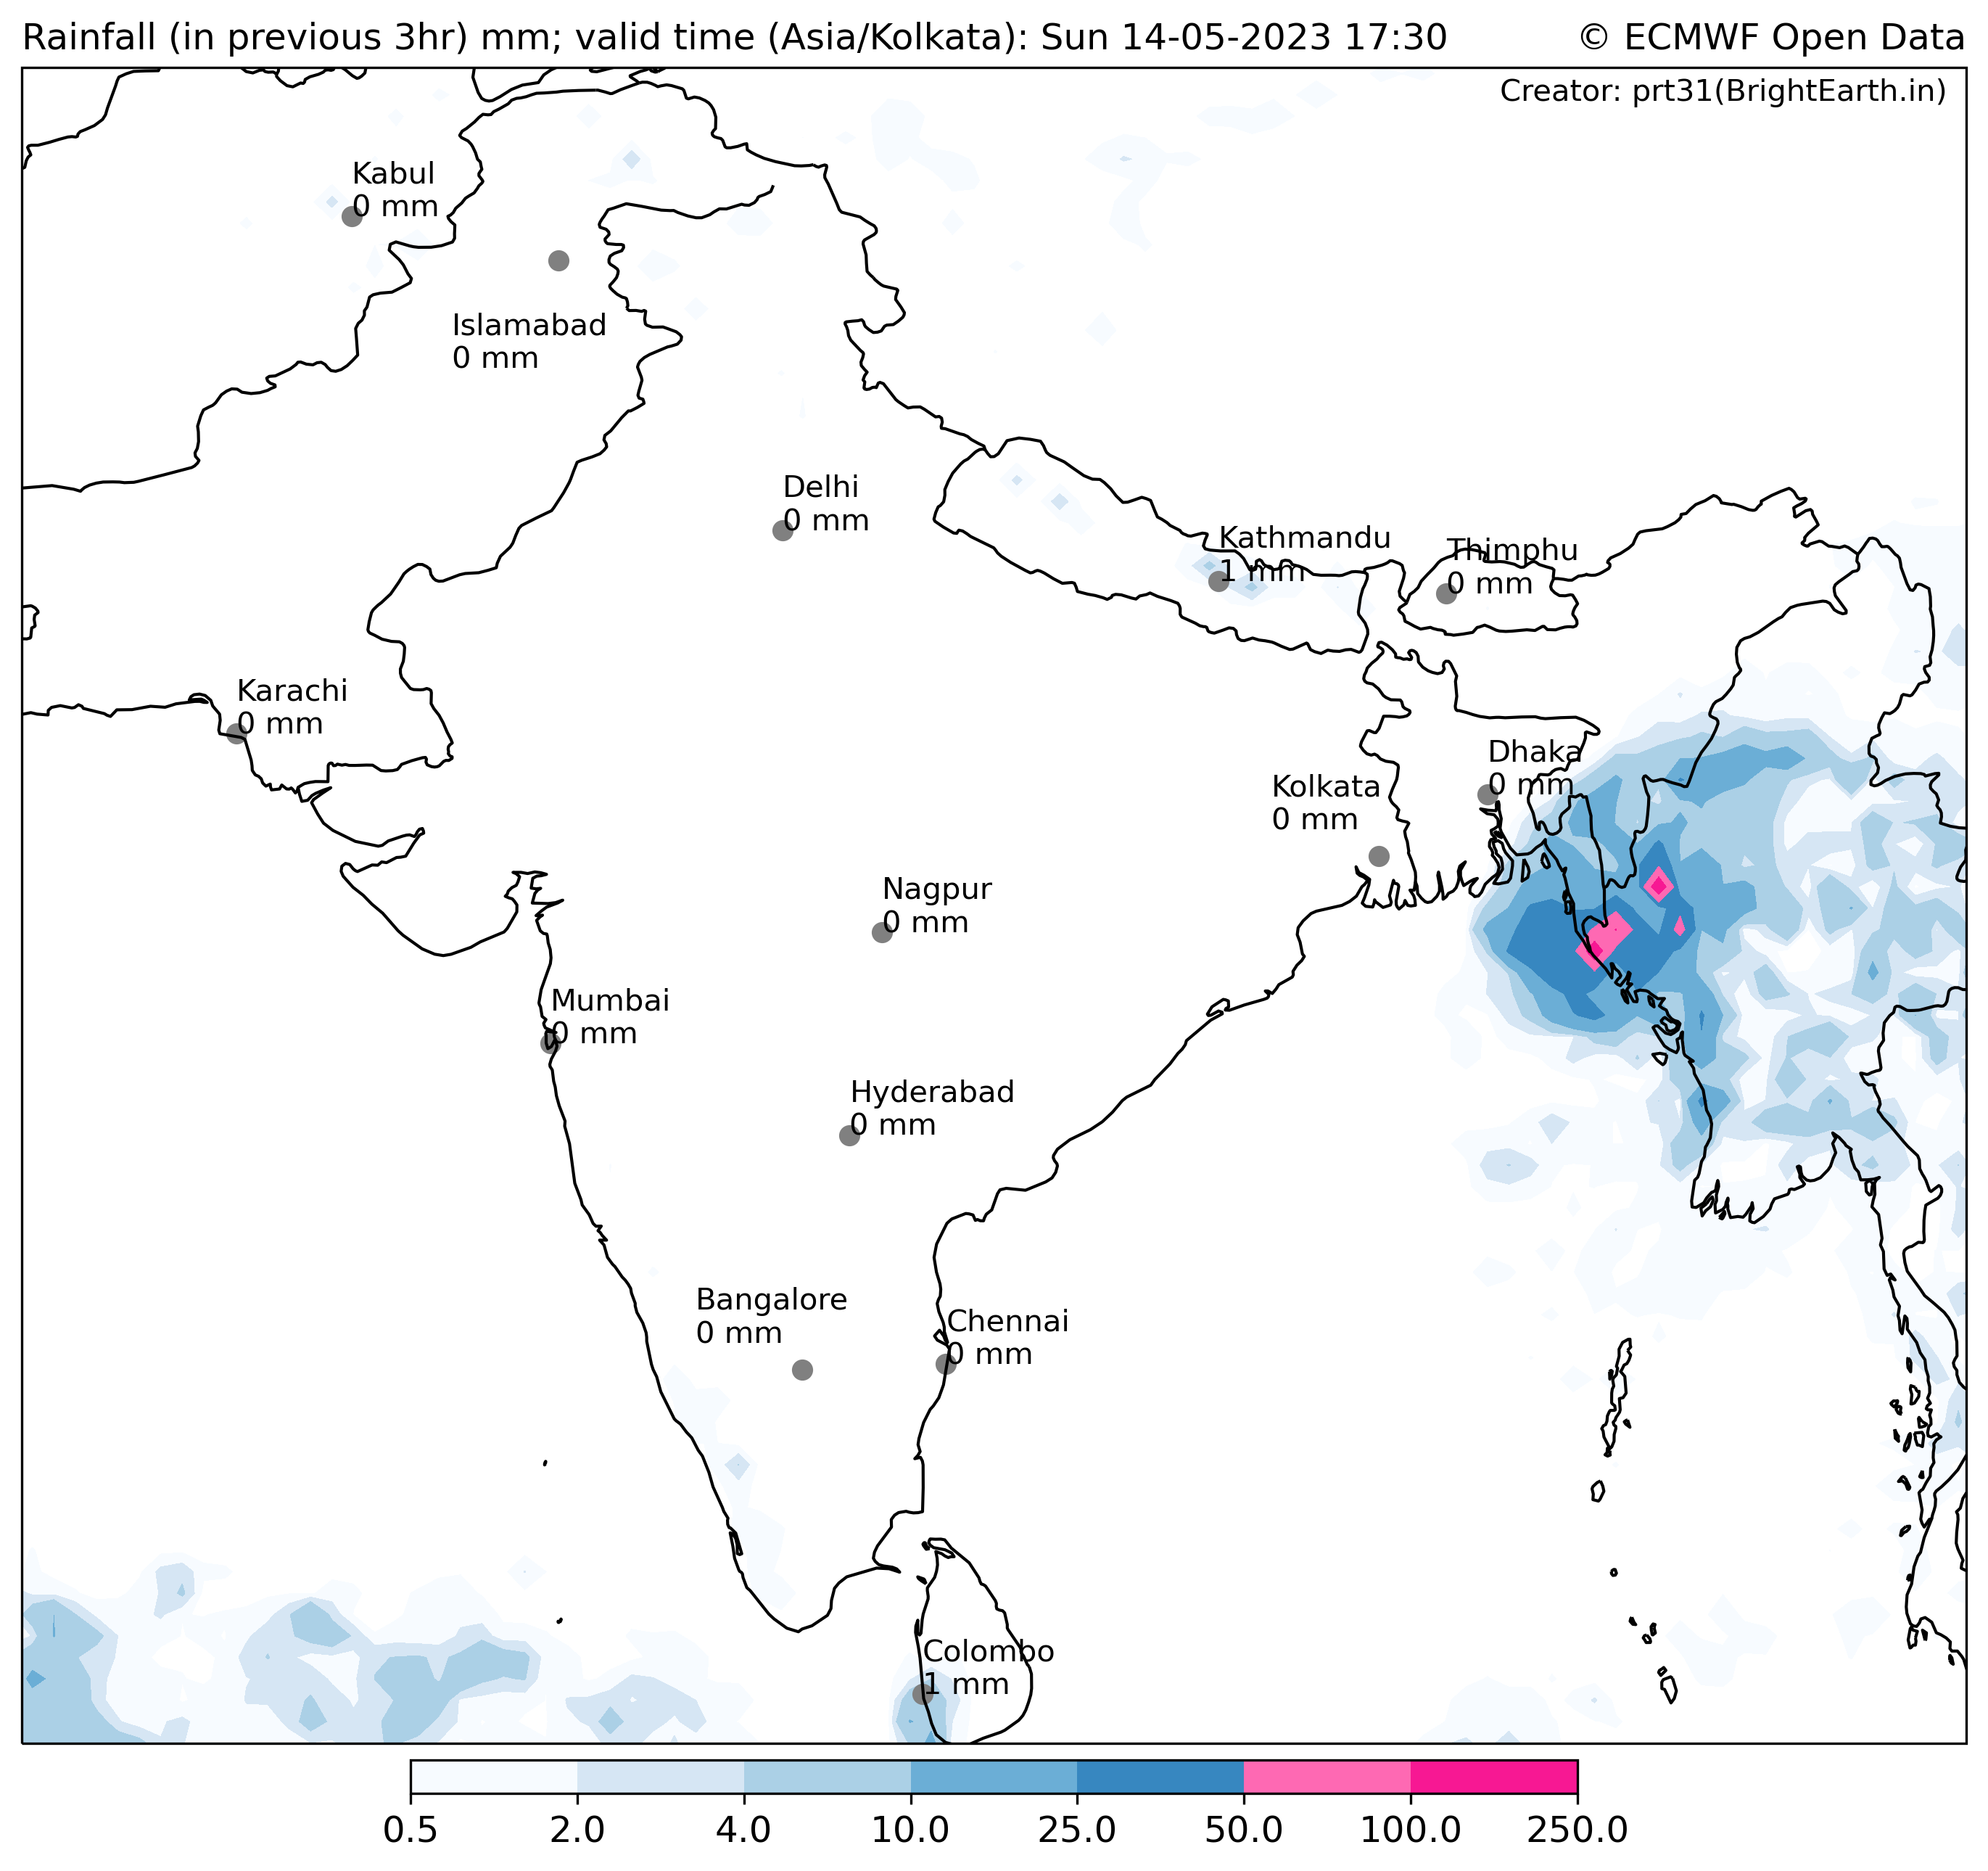 Rainfall (in previous 3hr) mm; valid time (Asia/Kolkata): Sun 14-05-2023 17:30
© ECMWF Open Data
Creator: prt31(BrightEarth.in)
Kabul
0 mm
Islamabad
0 mm
Delhi
0 mm
Kathmandu
1 mm
Thimphu
0 mm
Karachi
0 mm
Dhaka
0 mm
Kolkata
0 mm
Nagpur
0 mm
Mumbai
0 mm
Hyderabad
0 mm
Bangalore
0 mm
Chennai
0 mm
Colombo
1 mm
0.5 2.0 4.0 10.0 25.0 50.0 100.0 250.0